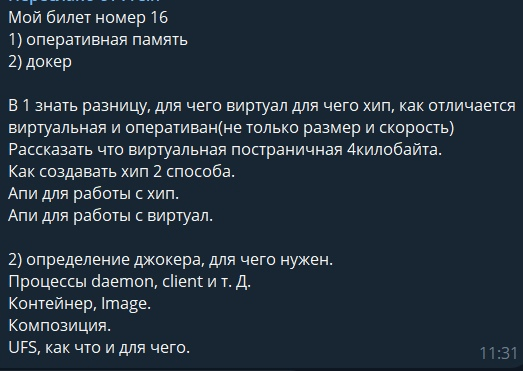 Мой билет номер 16
1) оперативная память
2) докер
В 1 знать разницу, для чего виртуал для чего хип, как отличается
виртуальная и оперативан(не только размер и скорость)
Рассказать что виртуальная постраничная 4килобайта.
Как создавать хип 2 способа.
Апи для работы с хип.
Апи для работы с виртуал.
2) определение джокера, для чего нужен.
Процессы daemon, client и т. Д.
Контейнер, Image.
Композиция.
UFS, как что и для чего.
11:31